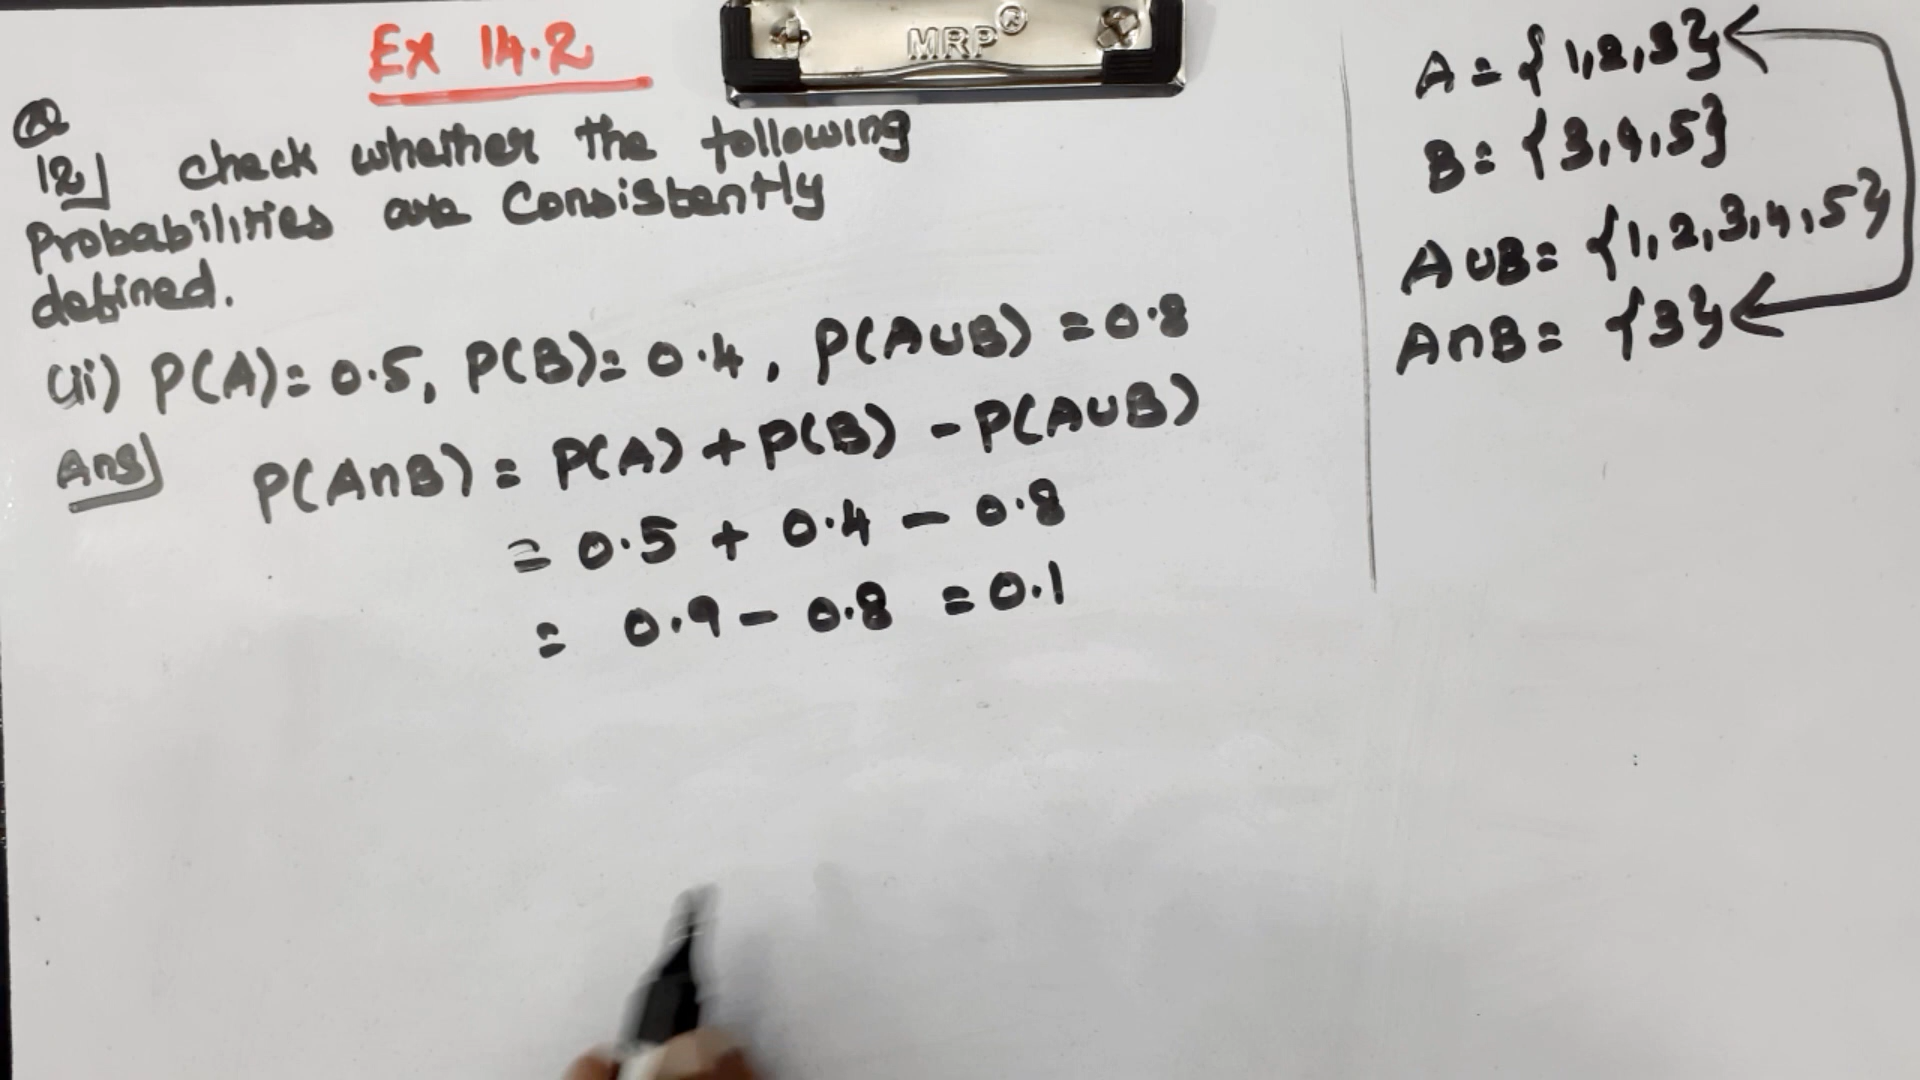 Ex 14.2
MRP®
Q
12] check whether the following
Probabilities are Consistently
defined.
(ii) P(A)= 0.5, P(B)= 0.4, P(A∪B) = 0.8
Ans) P(A∩B) = P(A) + P(B) - P(A∪B)
= 0.5 + 0.4 - 0.8
= 0.9 - 0.8 = 0.1
A = {1,2,3}
B = {3,4,5}
A∪B = {1,2,3,4,5}
A∩B = {3}